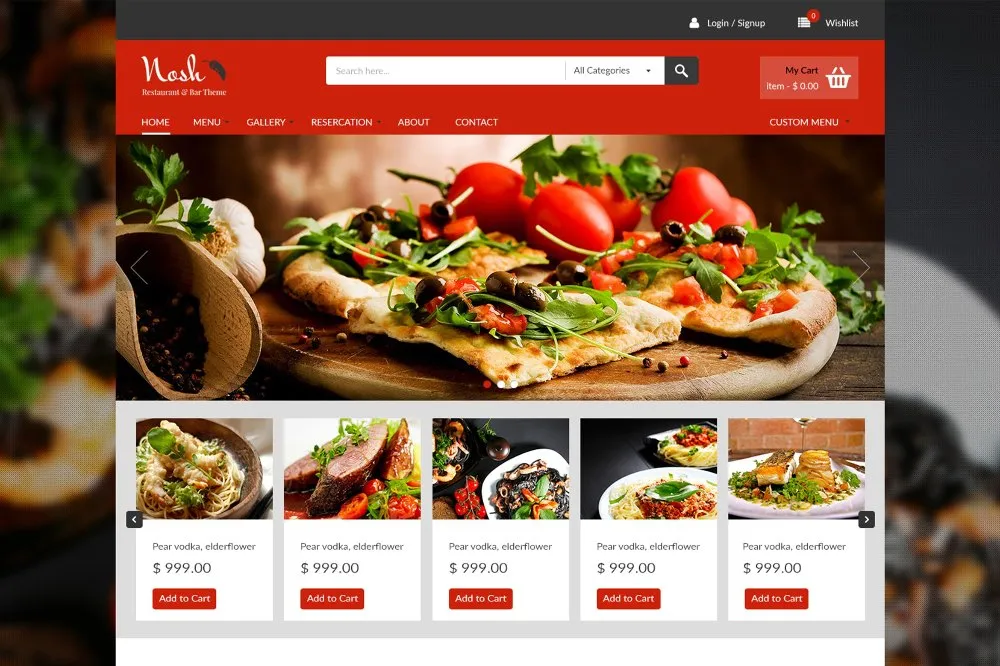 Login / Signup
0
Wishlist
Nosh
Restaurant & Bar Theme
Search here...
All Categories
My Cart
item - $ 0.00
HOME
MENU
GALLERY
RESERCATION
ABOUT
CONTACT
CUSTOM MENU
Pear vodka, elderflower
$ 999.00
Add to Cart
Pear vodka, elderflower
$ 999.00
Add to Cart
Pear vodka, elderflower
$ 999.00
Add to Cart
Pear vodka, elderflower
$ 999.00
Add to Cart
Pear vodka, elderflower
$ 999.00
Add to Cart